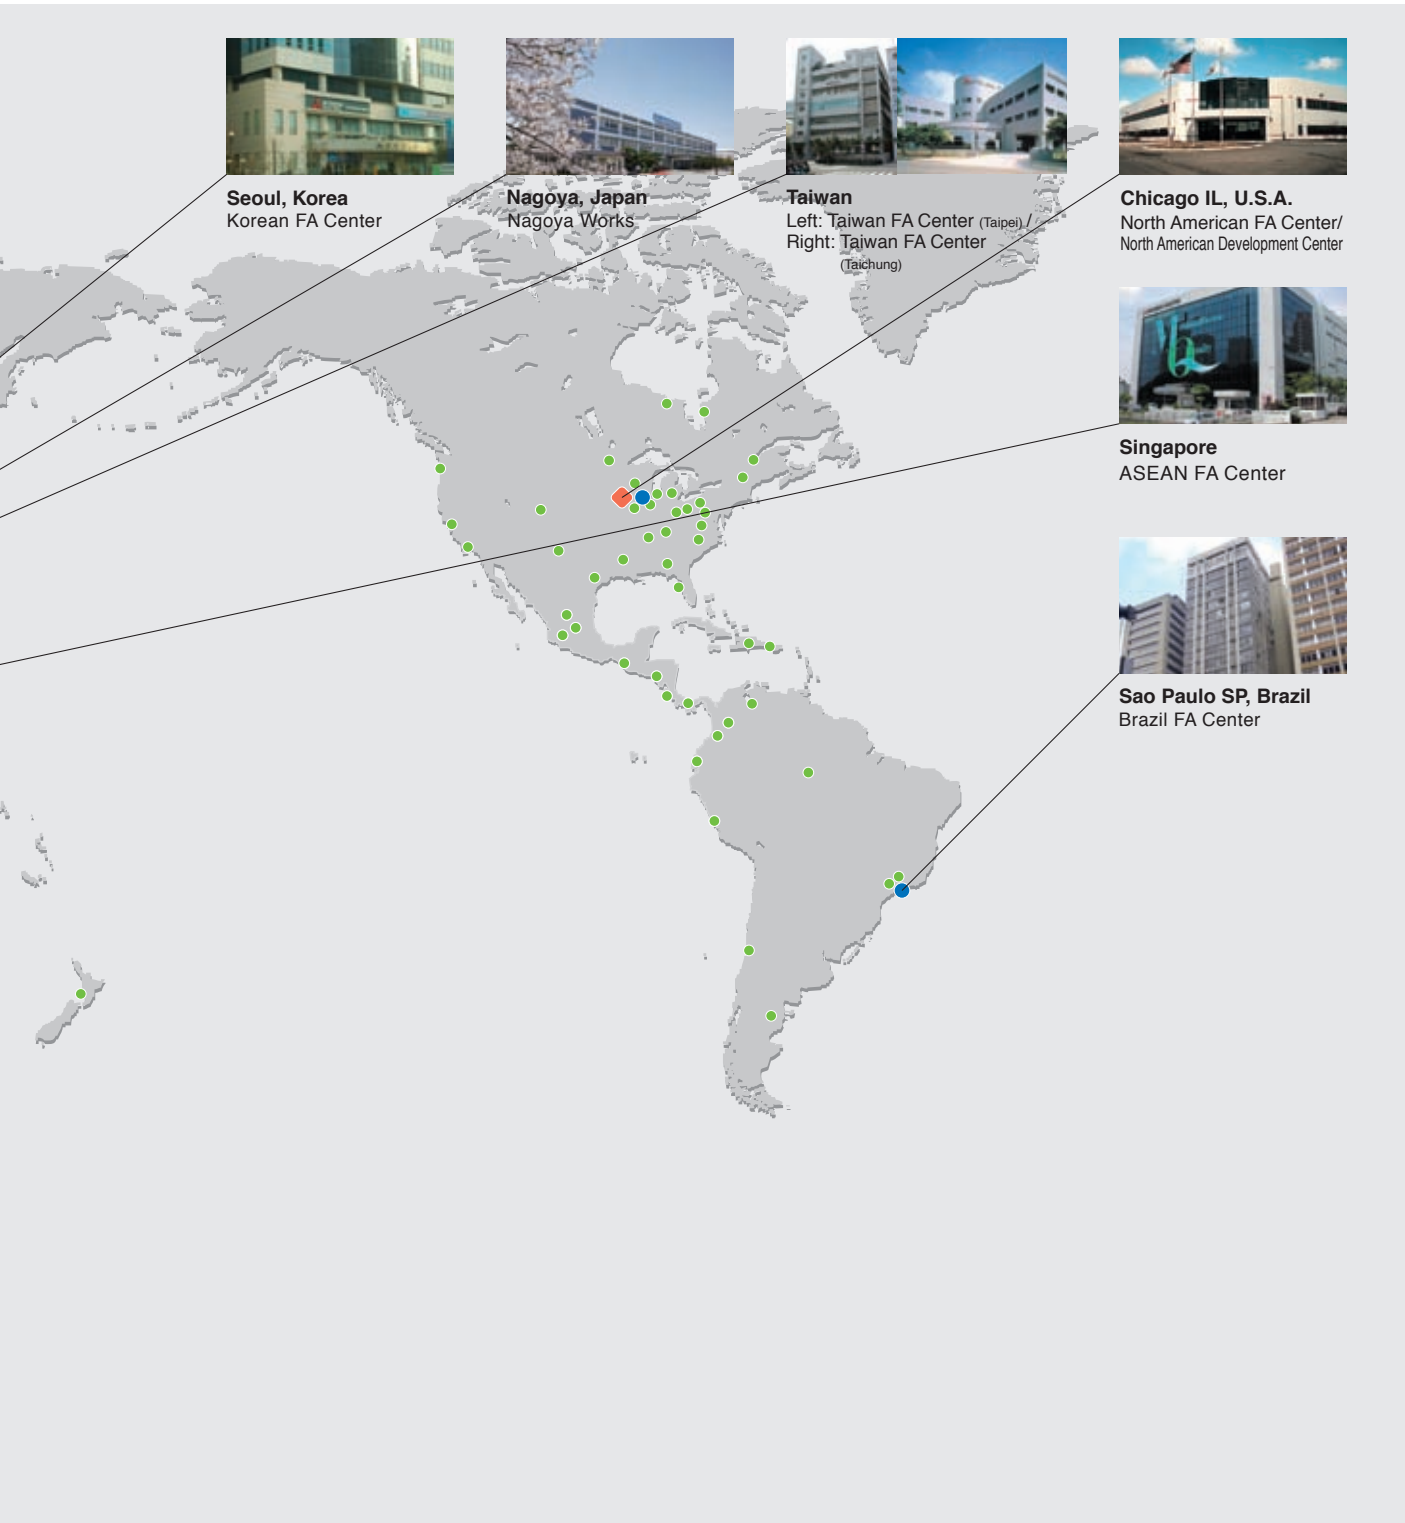 Seoul, Korea
Korean FA Center
Nagoya, Japan
Nagoya Works
Taiwan
Left: Taiwan FA Center (Taipei) /
Right: Taiwan FA Center
(Taichung)
Chicago IL, U.S.A.
North American FA Center/
North American Development Center
Singapore
ASEAN FA Center
Sao Paulo SP, Brazil
Brazil FA Center